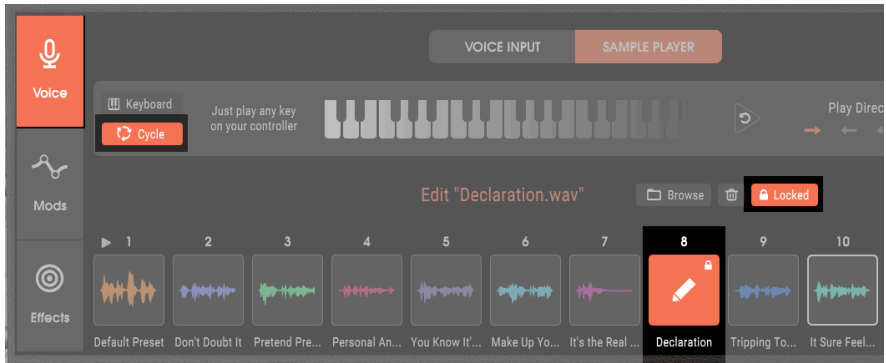 VOICE INPUT
SAMPLE PLAYER
Voice
Keyboard
Cycle
Just play any key
on your controller
Play Direc
Mods
Edit "Declaration.wav"
Browse
Locked
1 2 3 4 5 6 7 8 9 10
Effects
Default Preset
Don't Doubt It
Pretend Pre...
Personal An...
You Know It'...
Make Up Yo...
It's the Real ...
Declaration
Tripping To...
It Sure Feel...